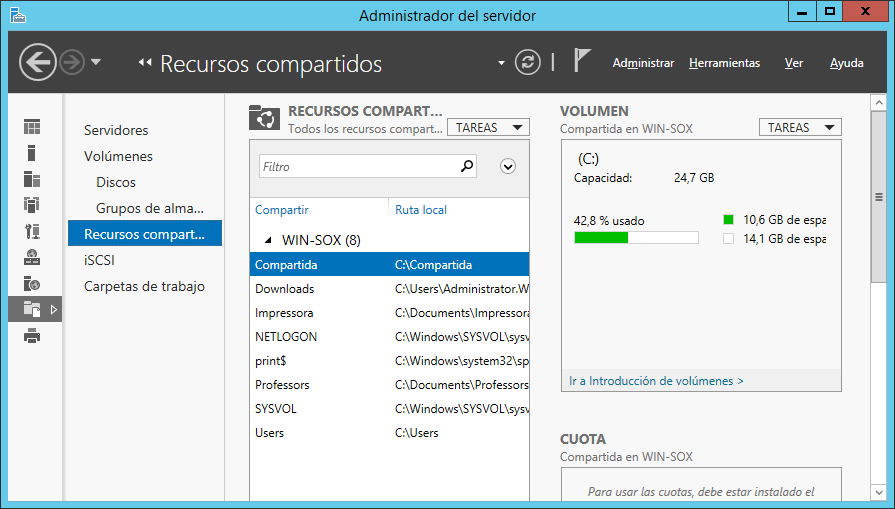 Administrador del servidor
Recursos compartidos
Administrar Herramientas Ver Ayuda
Servidores
Volúmenes
Discos
Grupos de alma...
Recursos compart...
iSCSI
Carpetas de trabajo
RECURSOS COMPART...
Todos los recursos compart...
TAREAS
Filtro
Compartir Ruta local
WIN-SOX (8)
Compartida C:\Compartida
Downloads C:\Users\Administrator.W
Impressora C:\Documents\Impressora
NETLOGON C:\Windows\SYSVOL\sysv
print$ C:\Windows\system32\sp
Professors C:\Documents\Professors
SYSVOL C:\Windows\SYSVOL\sysv
Users C:\Users
VOLUMEN
Compartida en WIN-SOX
TAREAS
(C:)
Capacidad: 24,7 GB
42,8 % usado
10,6 GB de espa
14,1 GB de espa
Ir a Introducción de volúmenes >
CUOTA
Compartida en WIN-SOX
Para usar las cuotas, debe estar instalado el